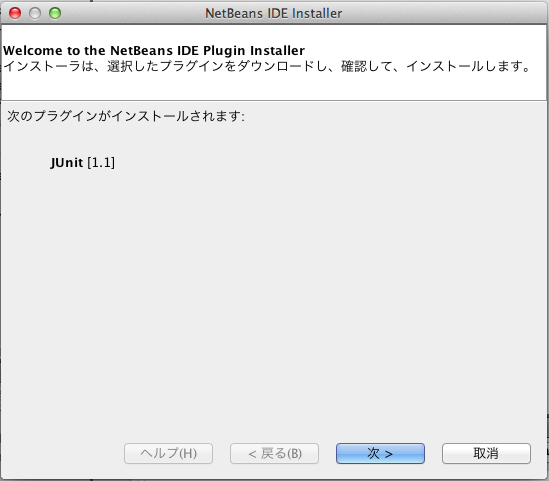 NetBeans IDE Installer
Welcome to the NetBeans IDE Plugin Installer
インストーラは、選択したプラグインをダウンロードし、確認して、インストールします。
次のプラグインがインストールされます:
JUnit [1.1]
ヘルプ(H)
< 戻る(B)
次 >
取消